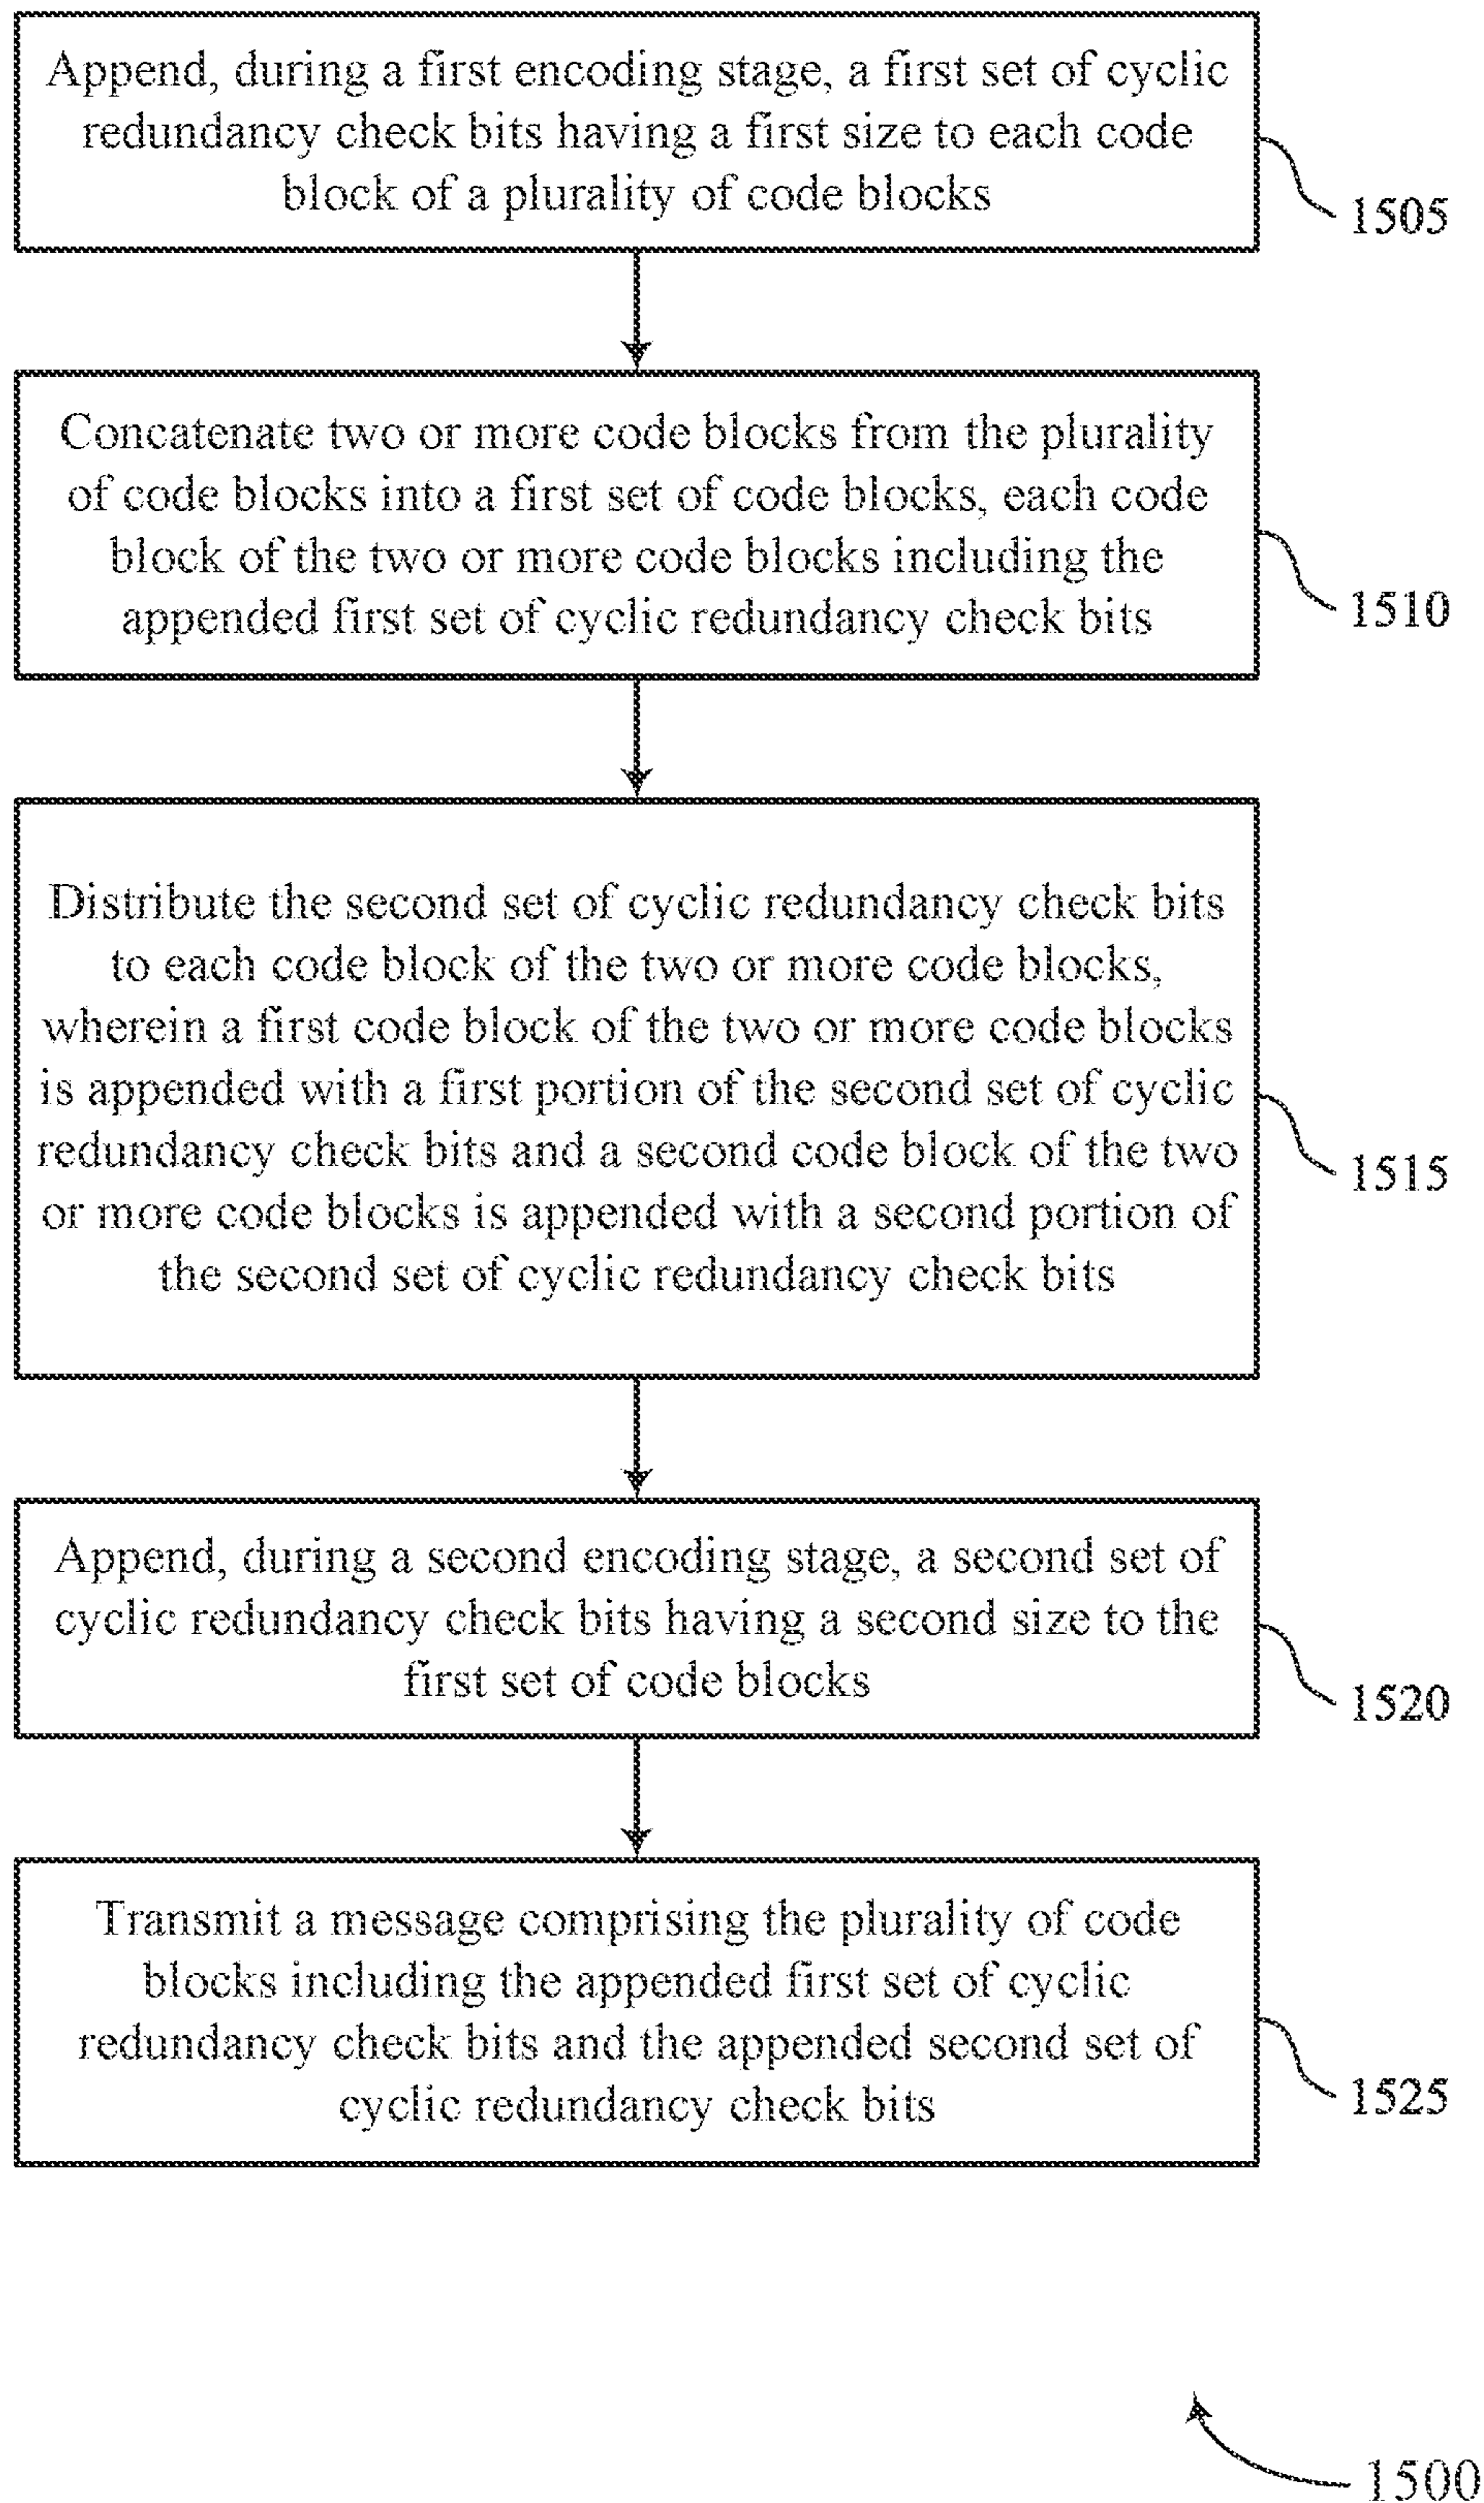 Append, during a first encoding stage, a first set of cyclic
redundancy check bits having a first size to each code
block of a plurality of code blocks
1505
Concatenate two or more code blocks from the plurality
of code blocks into a first set of code blocks, each code
block of the two or more code blocks including the
appended first set of cyclic redundancy check bits
1510
Distribute the second set of cyclic redundancy check bits
to each code block of the two or more code blocks,
wherein a first code block of the two or more code blocks
is appended with a first portion of the second set of cyclic
redundancy check bits and a second code block of the two
or more code blocks is appended with a second portion of
the second set of cyclic redundancy check bits
1515
Append, during a second encoding stage, a second set of
cyclic redundancy check bits having a second size to the
first set of code blocks
1520
Transmit a message comprising the plurality of code
blocks including the appended first set of cyclic
redundancy check bits and the appended second set of
cyclic redundancy check bits
1525
1500